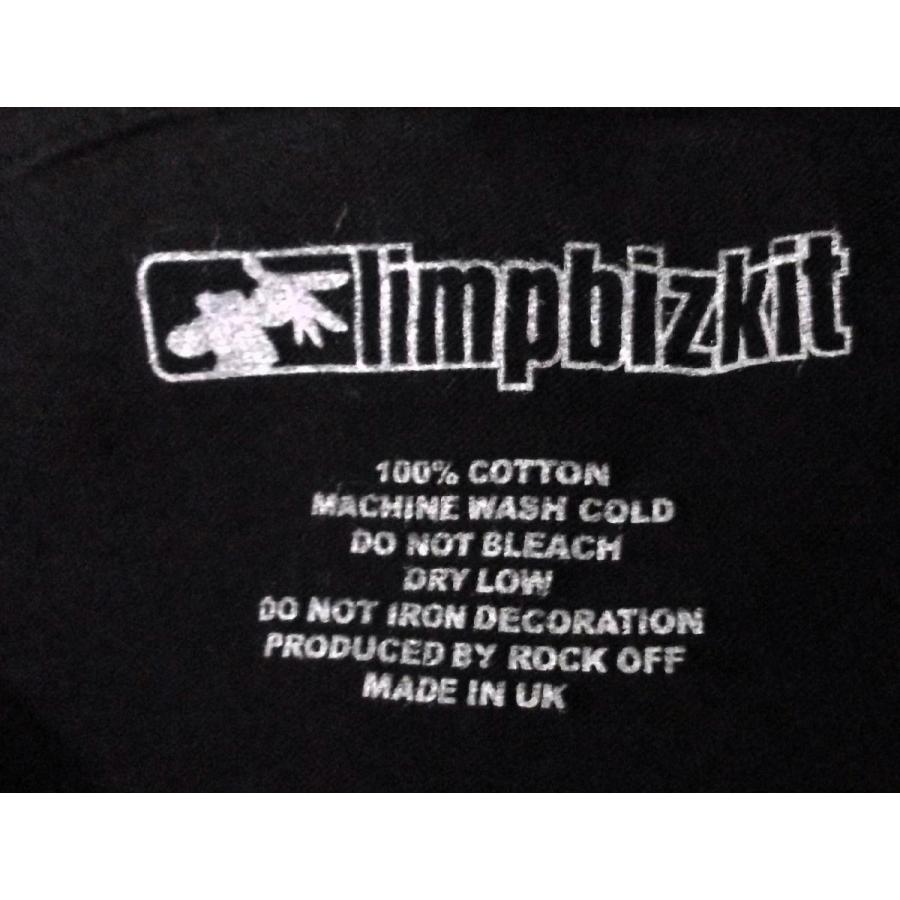 limpbizkit
100% COTTON
MACHINE WASH COLD
DO NOT BLEACH
DRY LOW
DO NOT IRON DECORATION
PRODUCED BY ROCK OFF
MADE IN UK